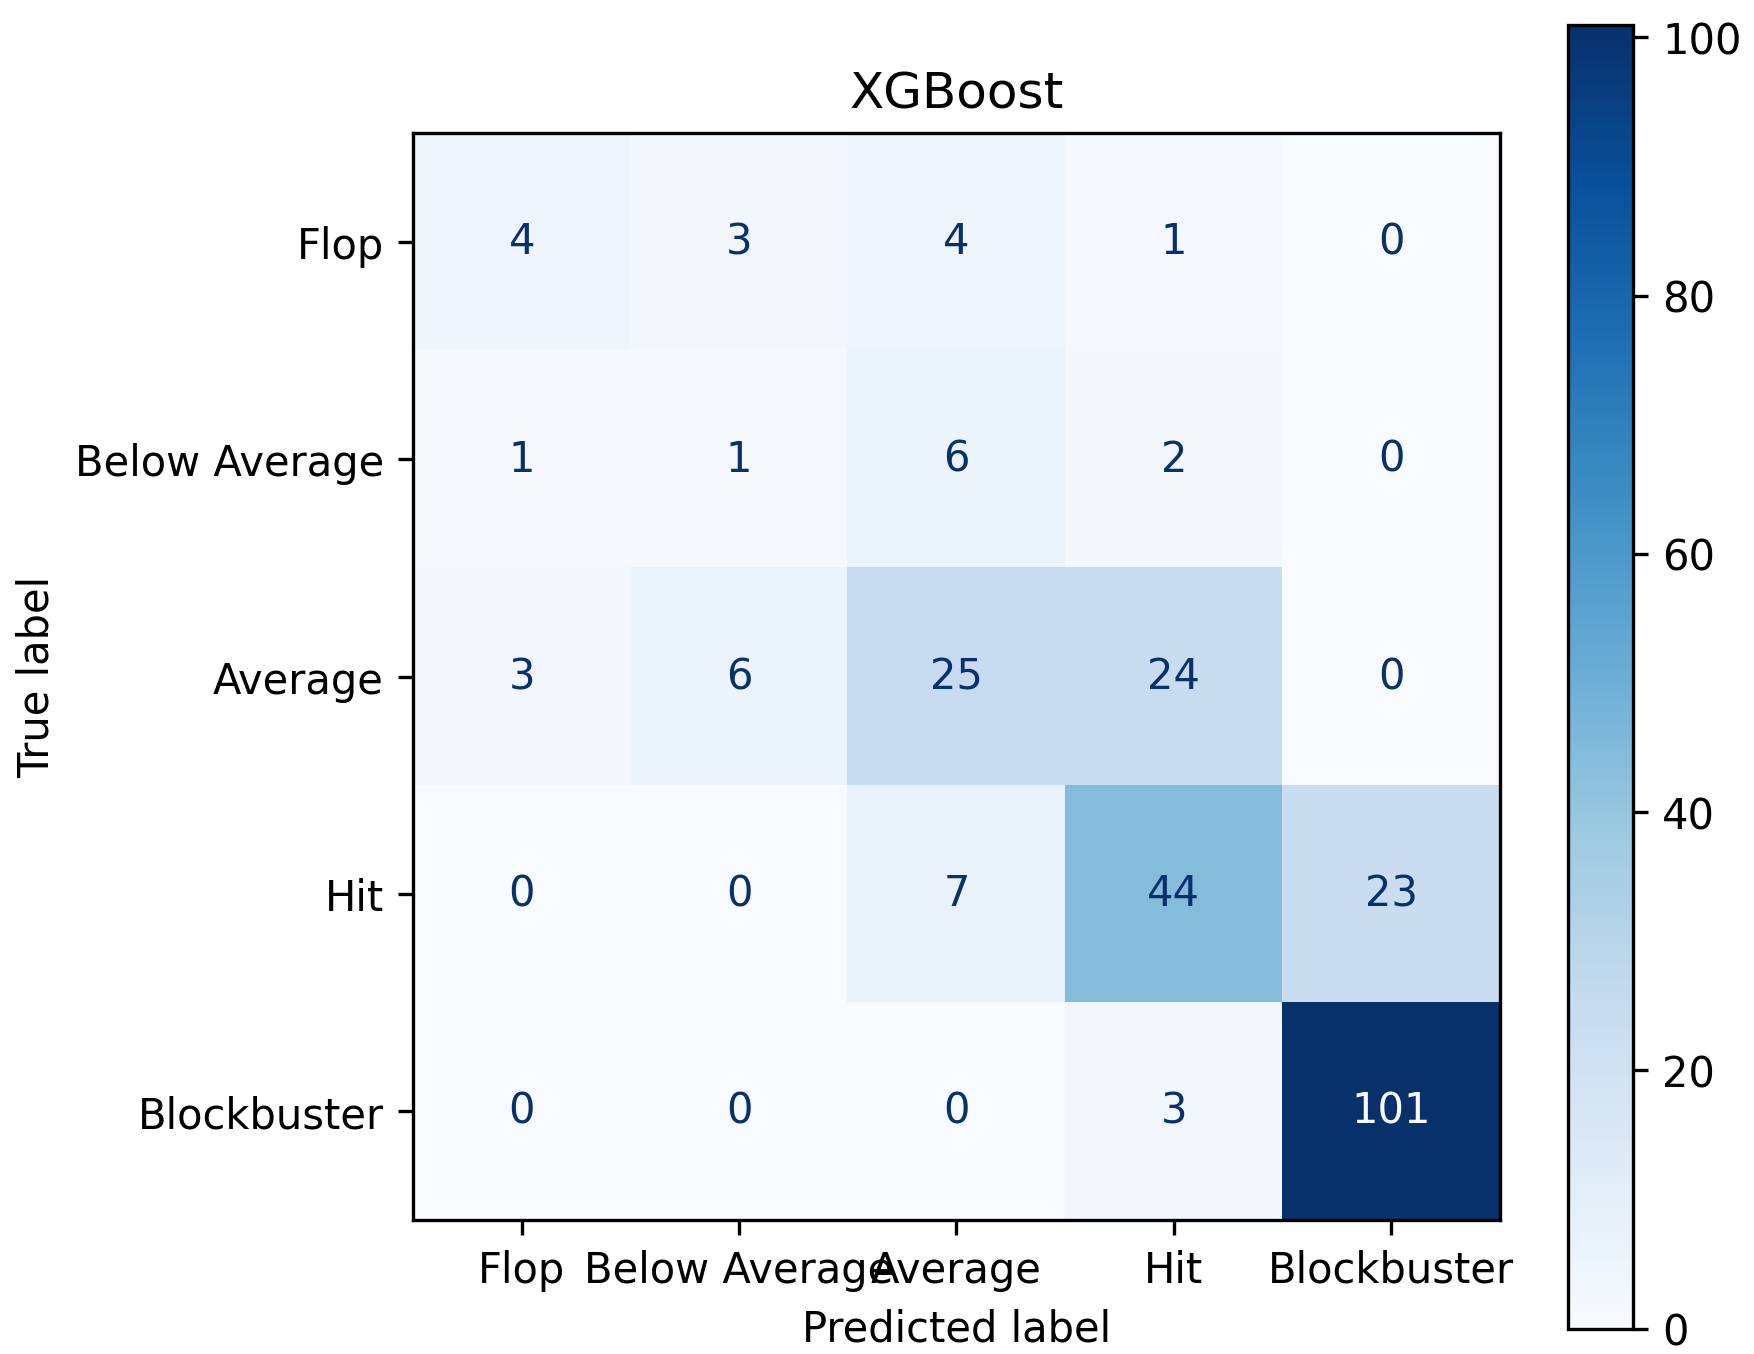 XGBoost
100
80
60
40
20
0
True label
Flop 4 3 4 1 0
Below Average 1 1 6 2 0
Average 3 6 25 24 0
Hit 0 0 7 44 23
Blockbuster 0 0 0 3 101
Flop Below Average Average Hit Blockbuster
Predicted label